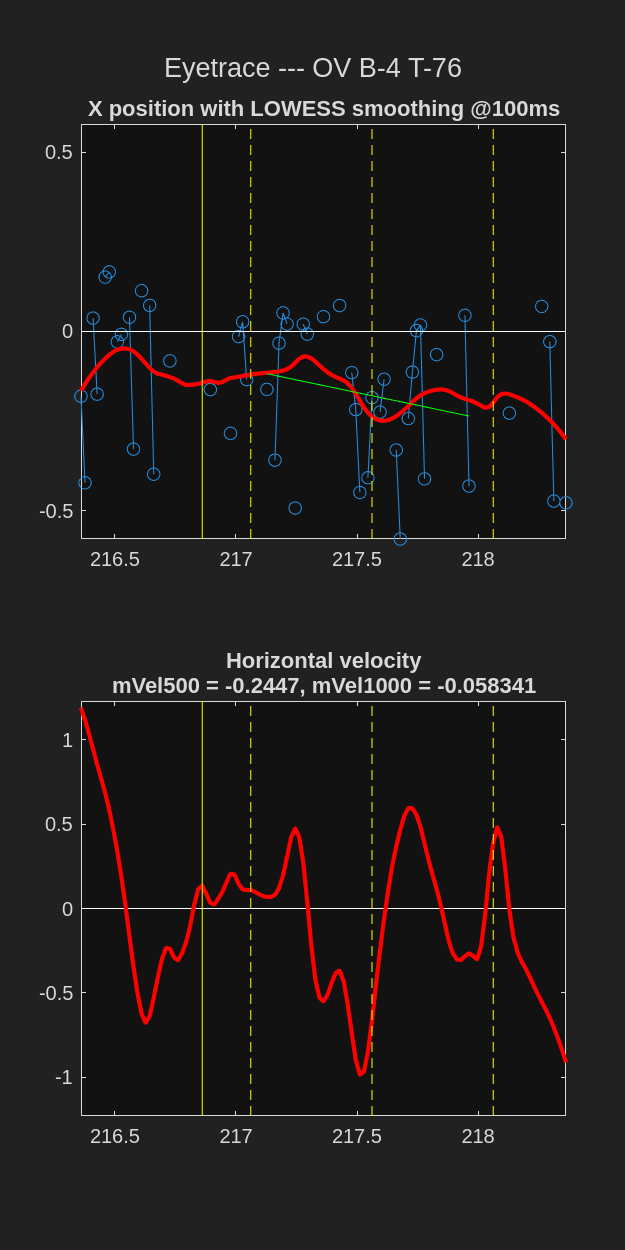 Eyetrace --- OV B-4 T-76
X position with LOWESS smoothing @100ms
0.5
0
-0.5
216.5 217 217.5 218
Horizontal velocity
mVel500 = -0.2447, mVel1000 = -0.058341
1
0.5
0
-0.5
-1
216.5 217 217.5 218